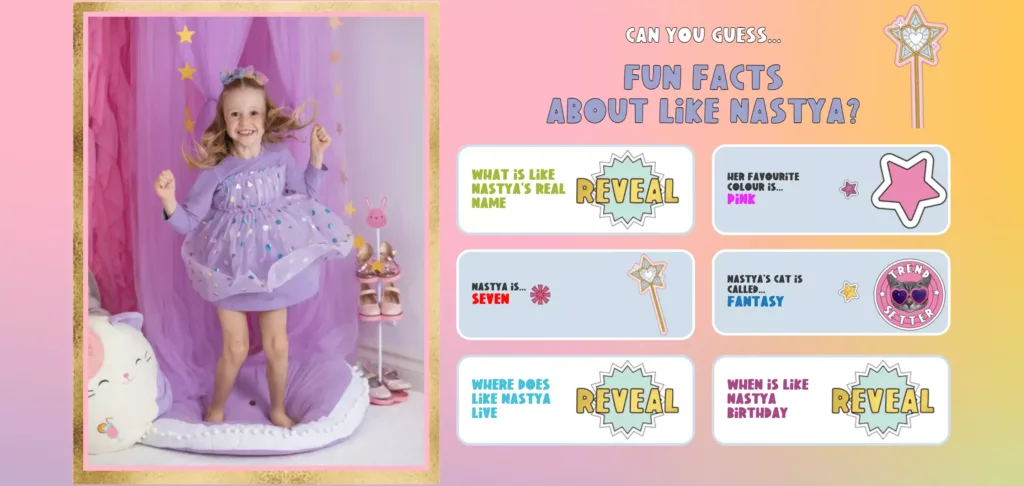 CAN YOU GUESS...
FUN FACTS
ABOUT LiKE NASTYA?
WHAT iS LiKE
NASTYA'S REAL
NAME
REVEAL
HER FAVOURiTE
COLOUR iS...
PiNK
NASTYA iS...
SEVEN
NASTYA'S CAT iS
CALLED...
FANTASY
TREND
SETTER
WHERE DOES
LiKE NASTYA
LiVE
REVEAL
WHEN iS LiKE
NASTYA
BiRTHDAY
REVEAL